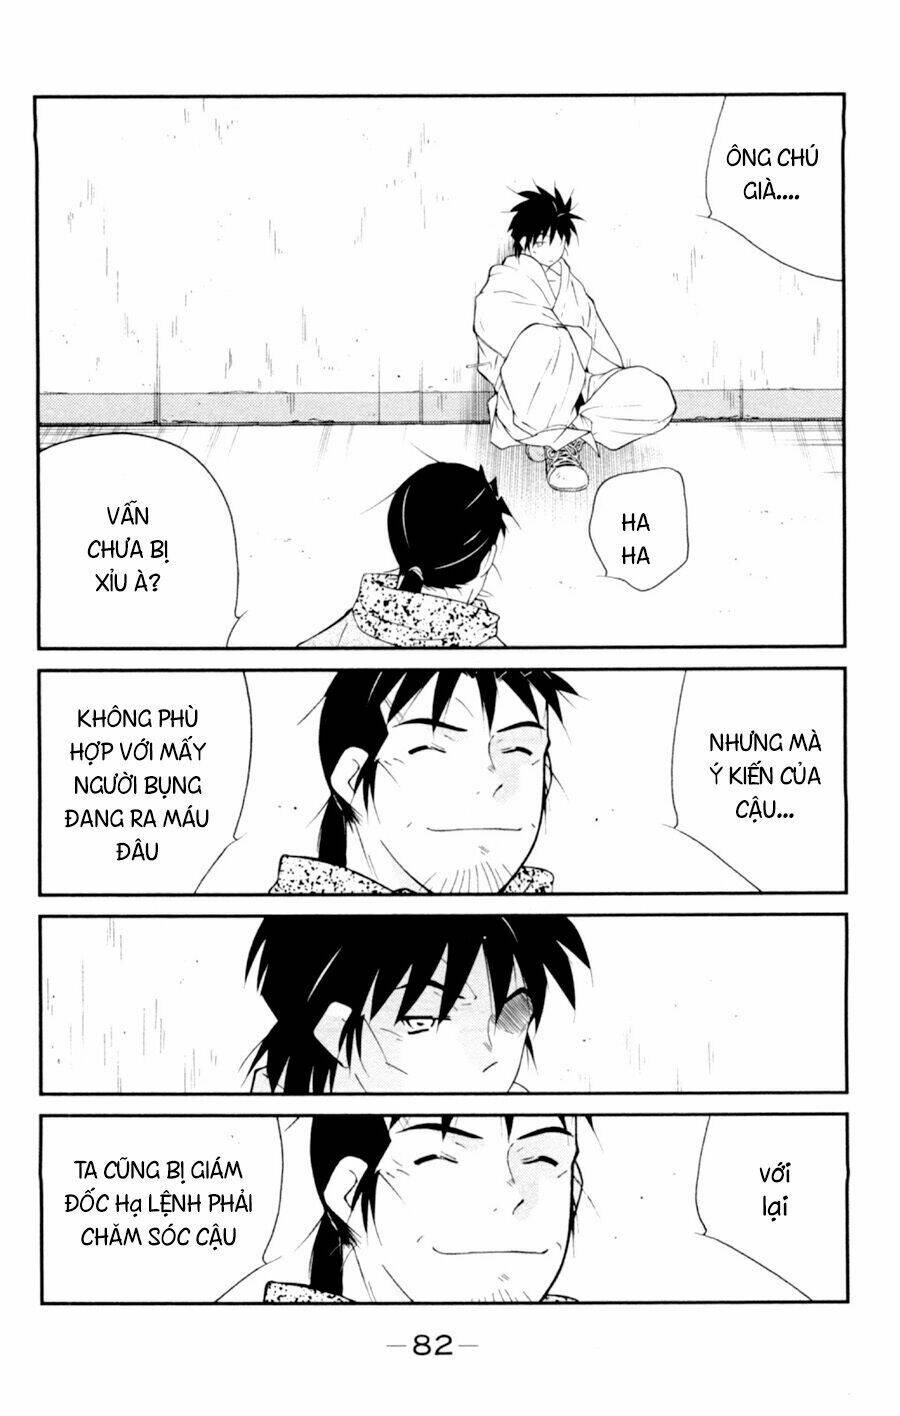 ÔNG CHÚ
GIÀ....
HA
HA
VẪN
CHƯA BỊ
XỈU À?
NHƯNG MÀ
Ý KIẾN CỦA
CẬU...
KHÔNG PHÙ
HỢP VỚI MẤY
NGƯỜI BỤNG
ĐANG RA MÁU
ĐÂU
với
lại
TA CŨNG BỊ GIÁM
ĐỐC Hạ LỆNH PHẢI
CHĂM SÓC CẬU
—82—